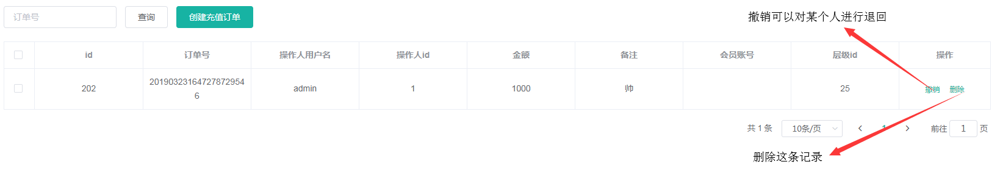 订单号 查询 创建充值订单 撤销可以对某个人进行退回
id 订单号 操作人用户名 操作人id 金额 备注 会员账号 层级id 操作
202 20190323164727872954 admin 1 1000 帅 25 撤销 删除
6
共 1 条 10条/页 1 前往 1 页
删除这条记录